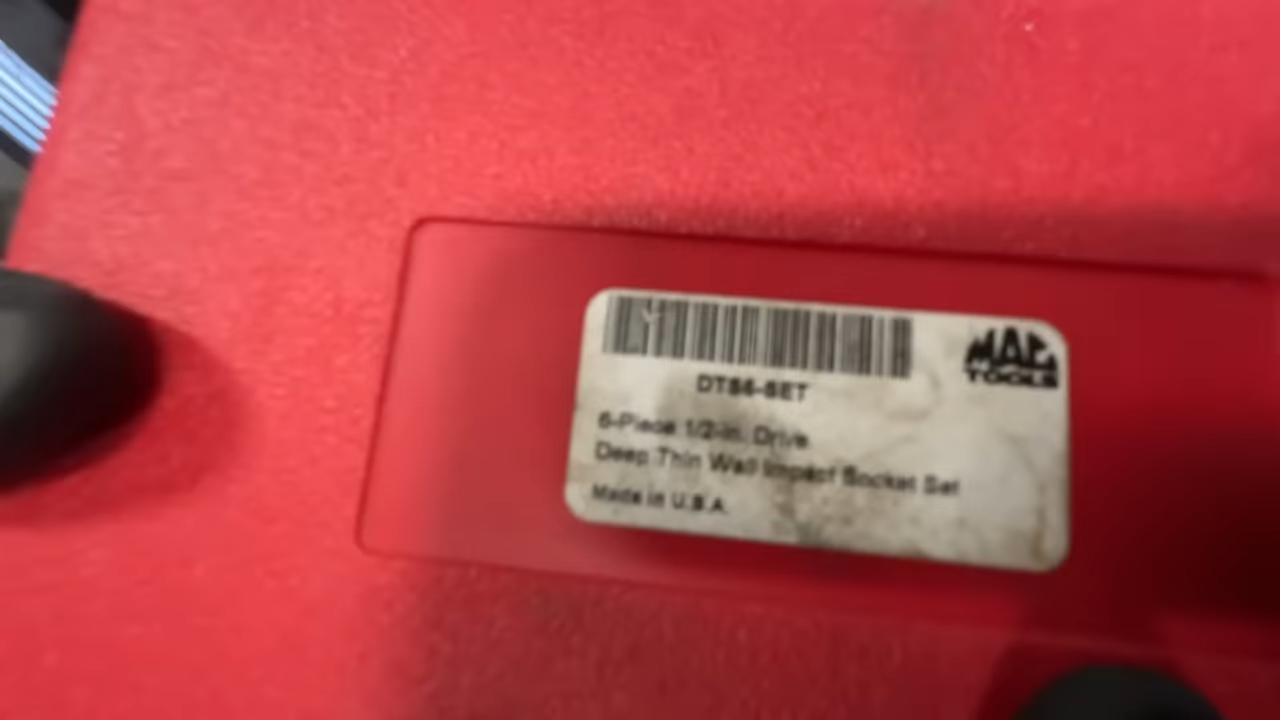 MAC
TOOLS
DTS6-SET
6-Piece 1/2-in. Drive
Deep Thin Wall Impact Socket Set
Made in U.S.A.